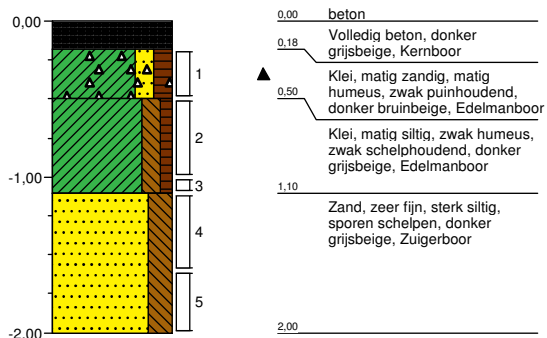 0,00
-1,00
-2,00
1
2
3
4
5
0,00 beton
Volledig beton, donker
grijsbeige, Kernboor
0,18
Klei, matig zandig, matig
humeus, zwak puinhoudend,
donker bruinbeige, Edelmanboor
0,50
Klei, matig siltig, zwak humeus,
zwak schelphoudend, donker
grijsbeige, Edelmanboor
1,10
Zand, zeer fijn, sterk siltig,
sporen schelpen, donker
grijsbeige, Zuigerboor
2,00